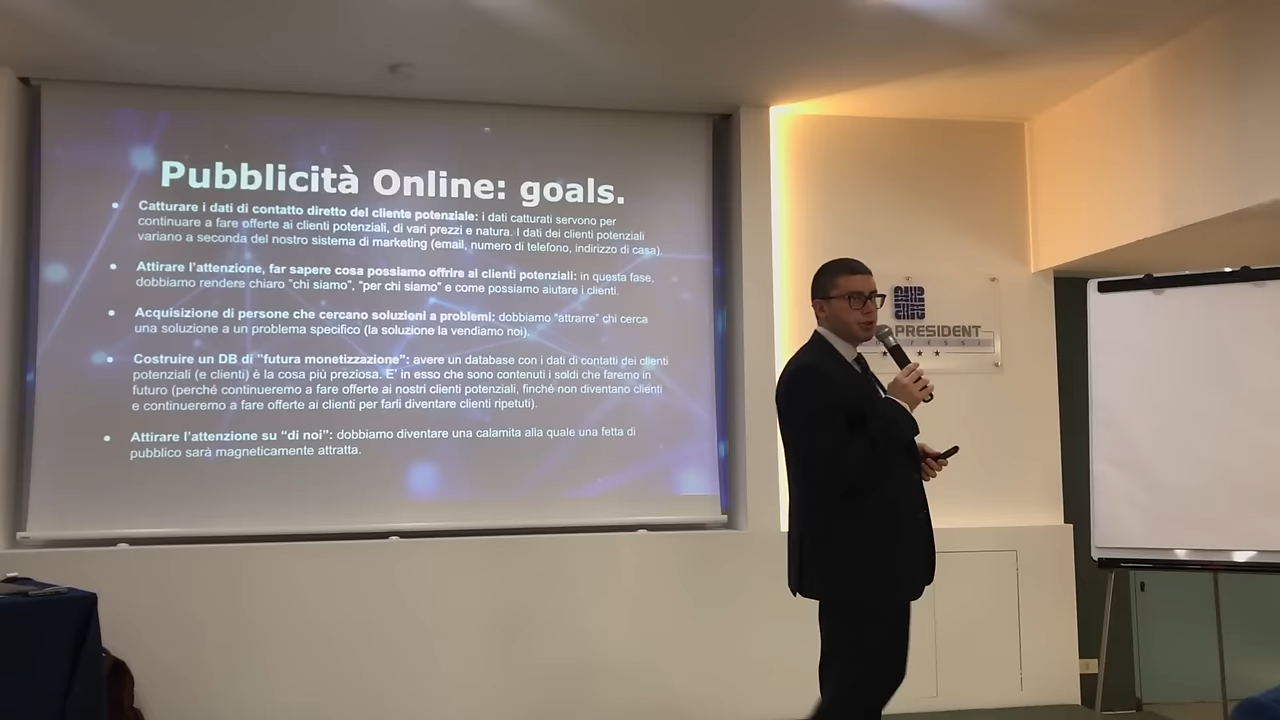 Pubblicità Online: goals.
Catturare i dati di contatto diretto del cliente potenziale: i dati catturati servono per
continuare a fare offerte ai clienti potenziali, di vari prezzi e natura. I dati dei clienti potenziali
variano a seconda del nostro sistema di marketing (email, numero di telefono, indirizzo di casa).
Attirare l'attenzione, far sapere cosa possiamo offrire ai clienti potenziali: in questa fase,
dobbiamo rendere chiaro "chi siamo", "per chi siamo" e come possiamo aiutare i clienti.
Acquisizione di persone che cercano soluzioni a problemi: dobbiamo "attrarre" chi cerca
una soluzione a un problema specifico (la soluzione la vendiamo noi).
Costruire un DB di "futura monetizzazione": avere un database con i dati di contatti dei clienti
potenziali (e clienti) è la cosa più preziosa. E' in esso che sono contenuti i soldi che faremo in
futuro (perché continueremo a fare offerte ai nostri clienti potenziali, finché non diventano clienti
e continueremo a fare offerte ai clienti per farli diventare clienti ripetuti).
Attirare l'attenzione su "di noi": dobbiamo diventare una calamita alla quale una fetta di
pubblico sarà magneticamente attratta.
PRESIDENT